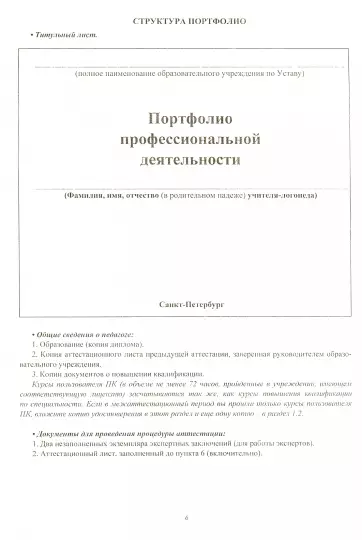 СТРУКТУРА ПОРТФОЛИО
• Титульный лист.
(полное наименование образовательного учреждения по Уставу)
Портфолио
профессиональной
деятельности
(Фамилия, имя, отчество (в родительном падеже) учителя-логопеда)
Санкт-Петербург
• Общие сведения о педагоге:
1. Образование (копия диплома).
2. Копия аттестационного листа предыдущей аттестации, заверенная руководителем образо-
вательного учреждения.
3. Копии документов о повышении квалификации.
Курсы пользователя ПК (в объеме не менее 72 часов, пройденные в учреждении, имеющем
соответствующую лицензию) засчитываются так же, как курсы повышения квалификации
по специальности. Если в межаттестационный период вы прошли только курсы пользователя
ПК, вложите копию удостоверения в этот раздел и еще одну копию – в раздел 1.2.
• Документы для проведения процедуры аттестации:
1. Два незаполненных экземпляра экспертных заключений (для работы экспертов).
2. Аттестационный лист, заполненный до пункта 6 (включительно).
6